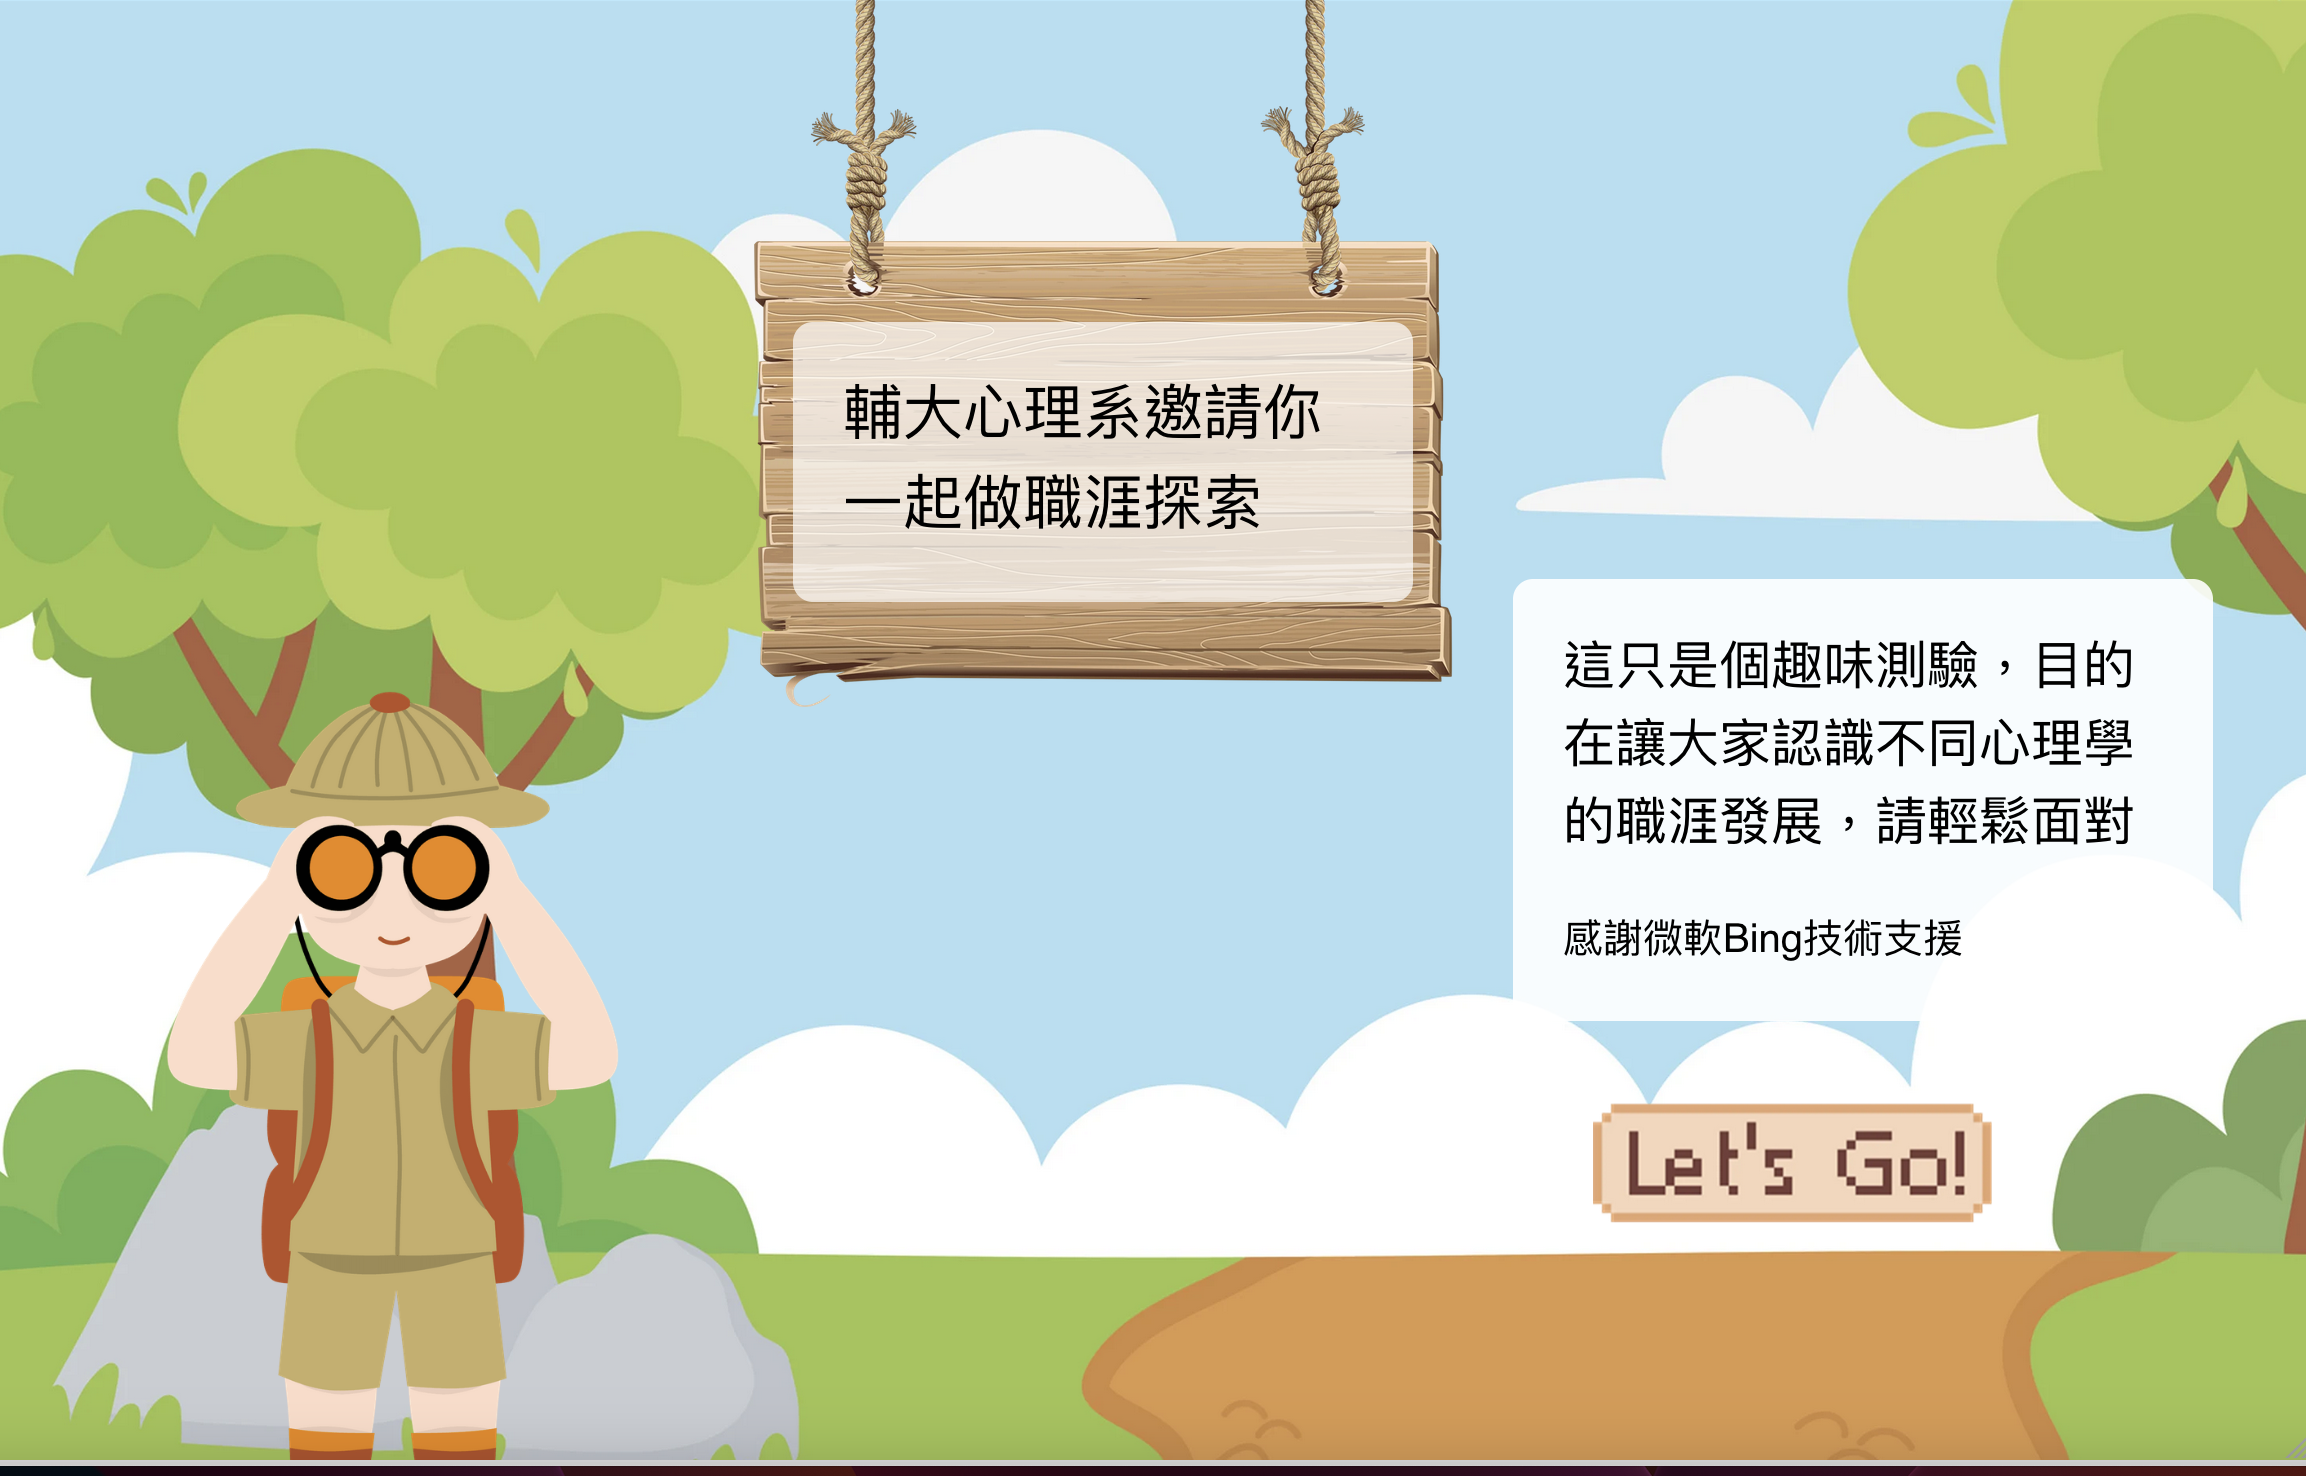 輔大心理系邀請你
一起做職涯探索
這只是個趣味測驗，目的
在讓大家認識不同心理學
的職涯發展，請輕鬆面對
感謝微軟Bing技術支援
Let's Go!